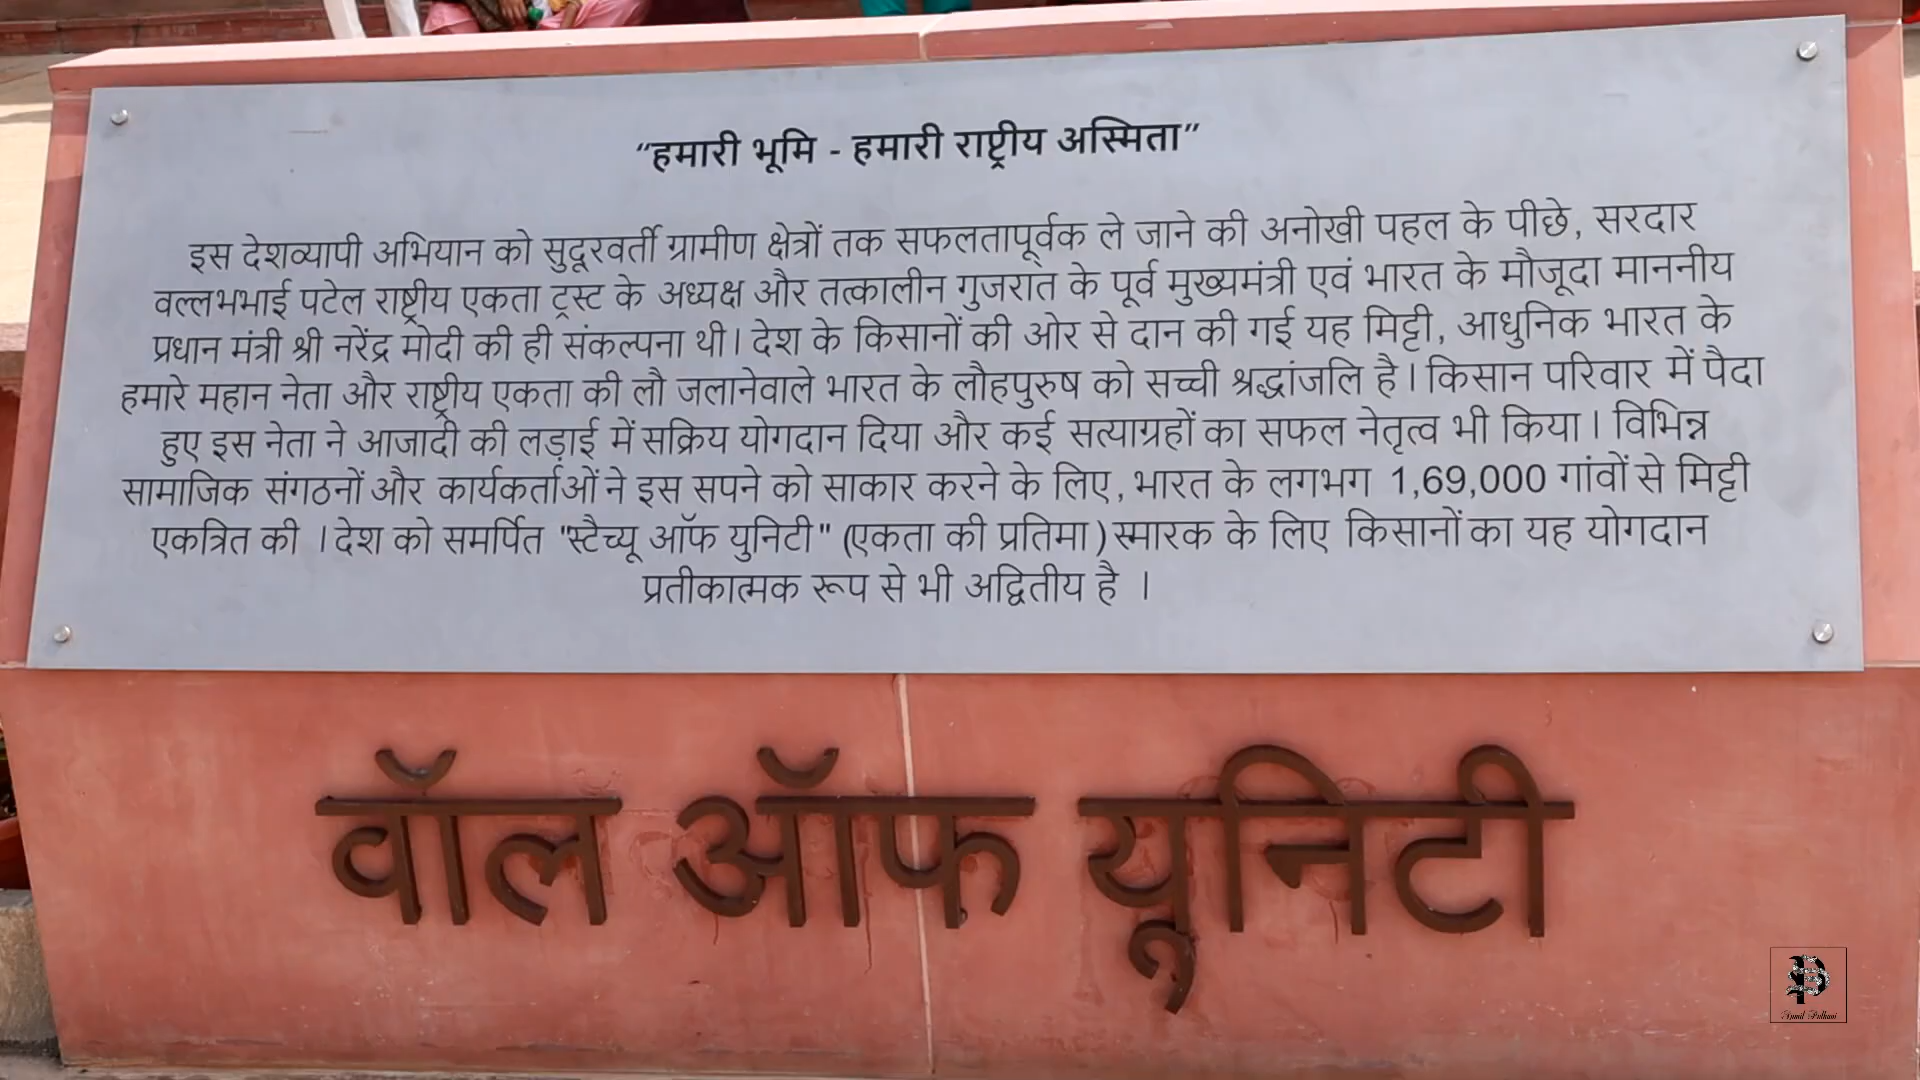 “हमारी भूमि - हमारी राष्ट्रीय अस्मिता”
इस देशव्यापी अभियान को सुदूरवर्ती ग्रामीण क्षेत्रों तक सफलतापूर्वक ले जाने की अनोखी पहल के पीछे, सरदार
वल्लभभाई पटेल राष्ट्रीय एकता ट्रस्ट के अध्यक्ष और तत्कालीन गुजरात के पूर्व मुख्यमंत्री एवं भारत के मौजूदा माननीय
प्रधान मंत्री श्री नरेंद्र मोदी की ही संकल्पना थी। देश के किसानों की ओर से दान की गई यह मिट्टी, आधुनिक भारत के
हमारे महान नेता और राष्ट्रीय एकता की लौ जलानेवाले भारत के लौहपुरुष को सच्ची श्रद्धांजलि है। किसान परिवार में पैदा
हुए इस नेता ने आजादी की लड़ाई में सक्रिय योगदान दिया और कई सत्याग्रहों का सफल नेतृत्व भी किया। विभिन्न
सामाजिक संगठनों और कार्यकर्ताओं ने इस सपने को साकार करने के लिए, भारत के लगभग 1,69,000 गांवों से मिट्टी
एकत्रित की । देश को समर्पित "स्टैच्यू ऑफ युनिटी" (एकता की प्रतिमा) स्मारक के लिए किसानों का यह योगदान
प्रतीकात्मक रूप से भी अद्वितीय है ।
वॉल ऑफ यूनिटी